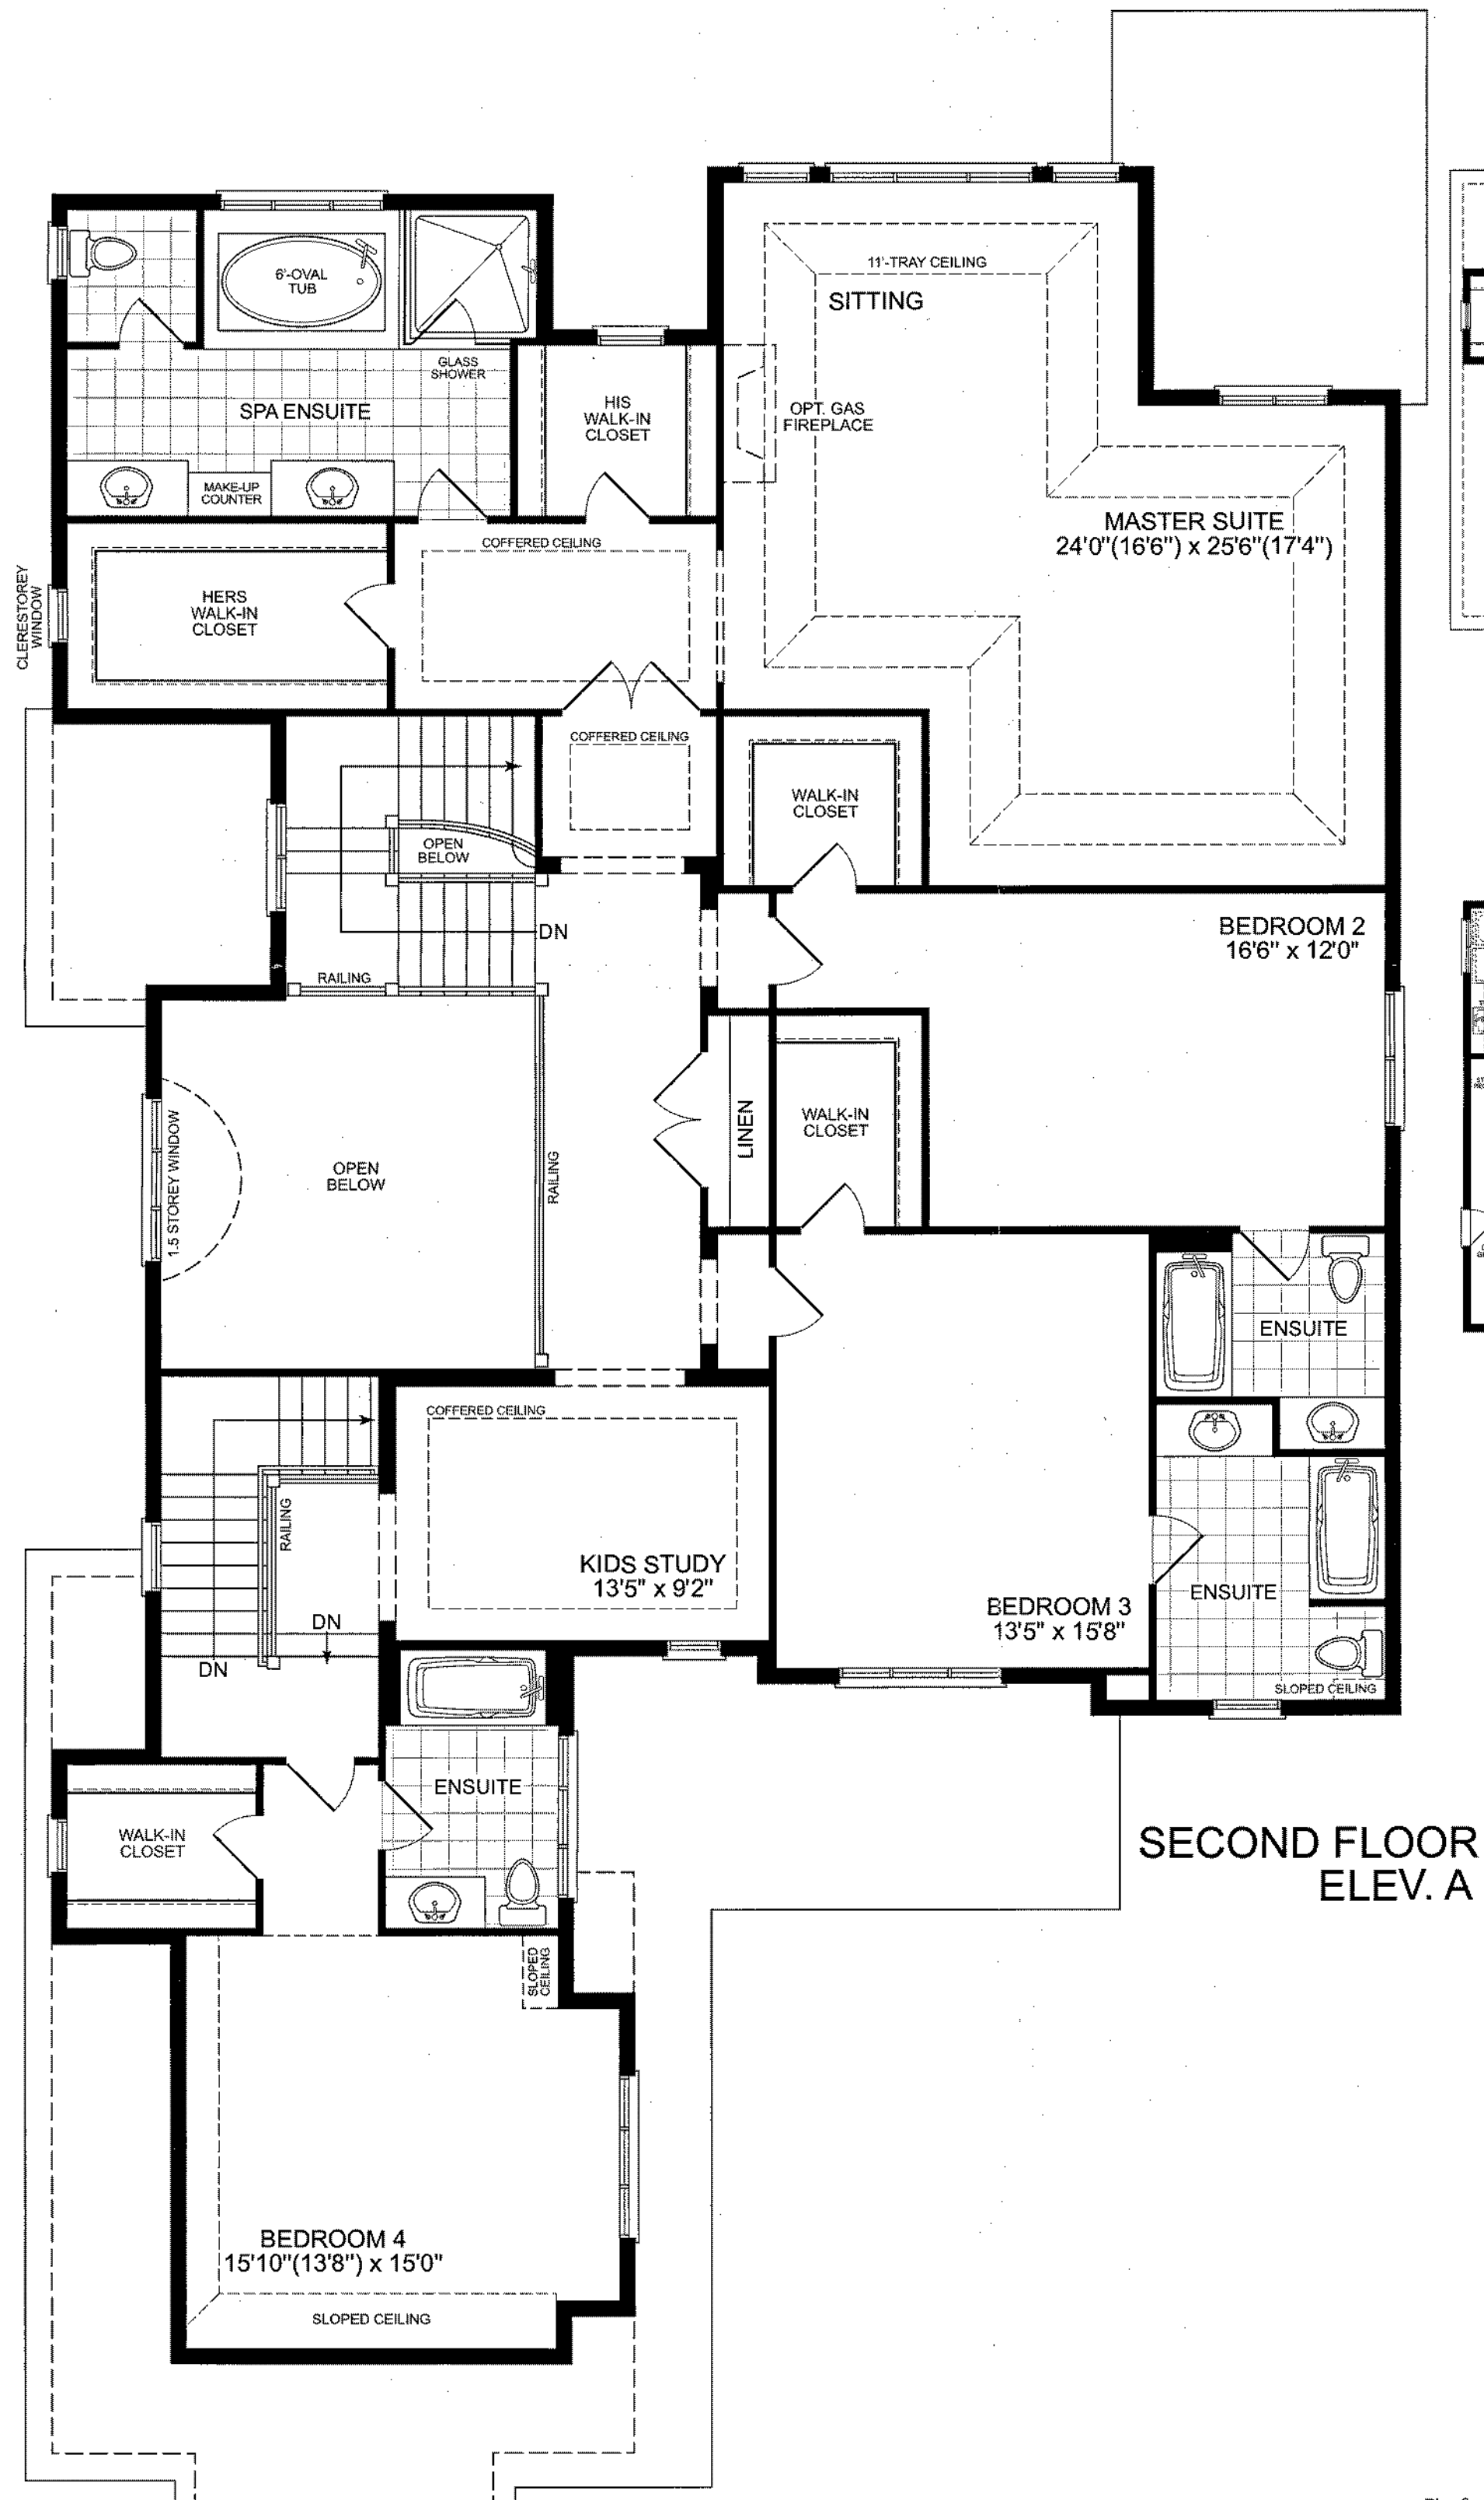 11'-TRAY CEILING
SITTING
6'-OVAL
TUB
GLASS
SHOWER
SPA ENSUITE
HIS
WALK-IN
CLOSET
OPT. GAS
FIREPLACE
MAKE-UP
COUNTER
MASTER SUITE
24'0"(16'6") x 25'6"(17'4")
COFFERED CEILING
CLERESTOREY
WINDOW
HERS
WALK-IN
CLOSET
COFFERED CEILING
WALK-IN
CLOSET
OPEN
BELOW
DN
BEDROOM 2
16'6" x 12'0"
RAILING
1.5 STOREY WINDOW
OPEN
BELOW
RAILING
LINEN
WALK-IN
CLOSET
ENSUITE
COFFERED CEILING
RAILING
KIDS STUDY
13'5" x 9'2"
DN
DN
BEDROOM 3
13'5" x 15'8"
ENSUITE
SLOPED CEILING
ENSUITE
WALK-IN
CLOSET
SECOND FLOOR
ELEV. A
SLOPED
CEILING
BEDROOM 4
15'10"(13'8") x 15'0"
SLOPED CEILING